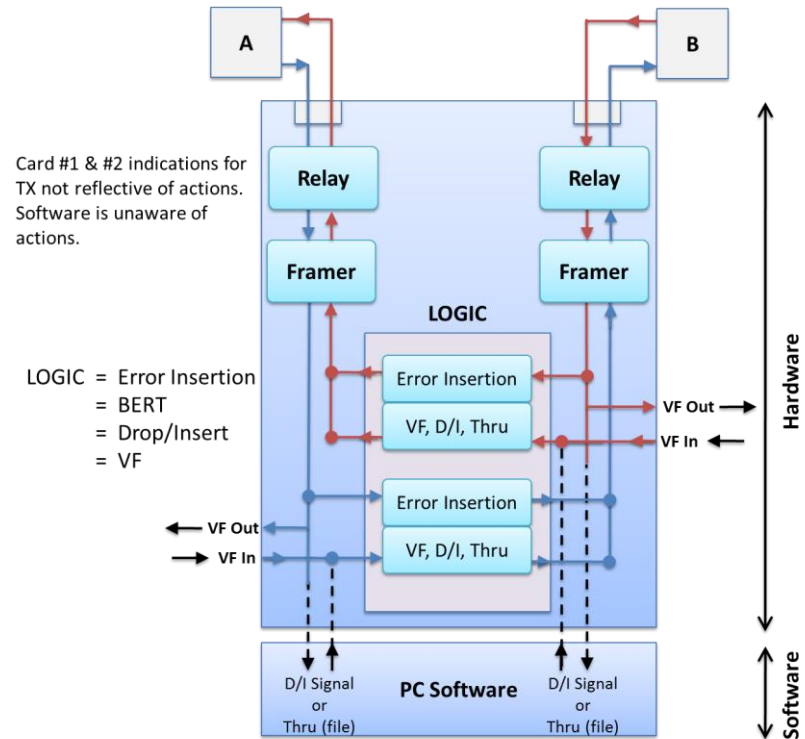 A
B
Card #1 & #2 indications for
TX not reflective of actions.
Software is unaware of
actions.
Relay
Relay
Framer
Framer
LOGIC
LOGIC = Error Insertion
= BERT
= Drop/Insert
= VF
Error Insertion
VF, D/I, Thru
VF Out
VF In
Error Insertion
VF, D/I, Thru
VF Out
VF In
Hardware
D/I Signal
or
Thru (file)
PC Software
D/I Signal
or
Thru (file)
Software